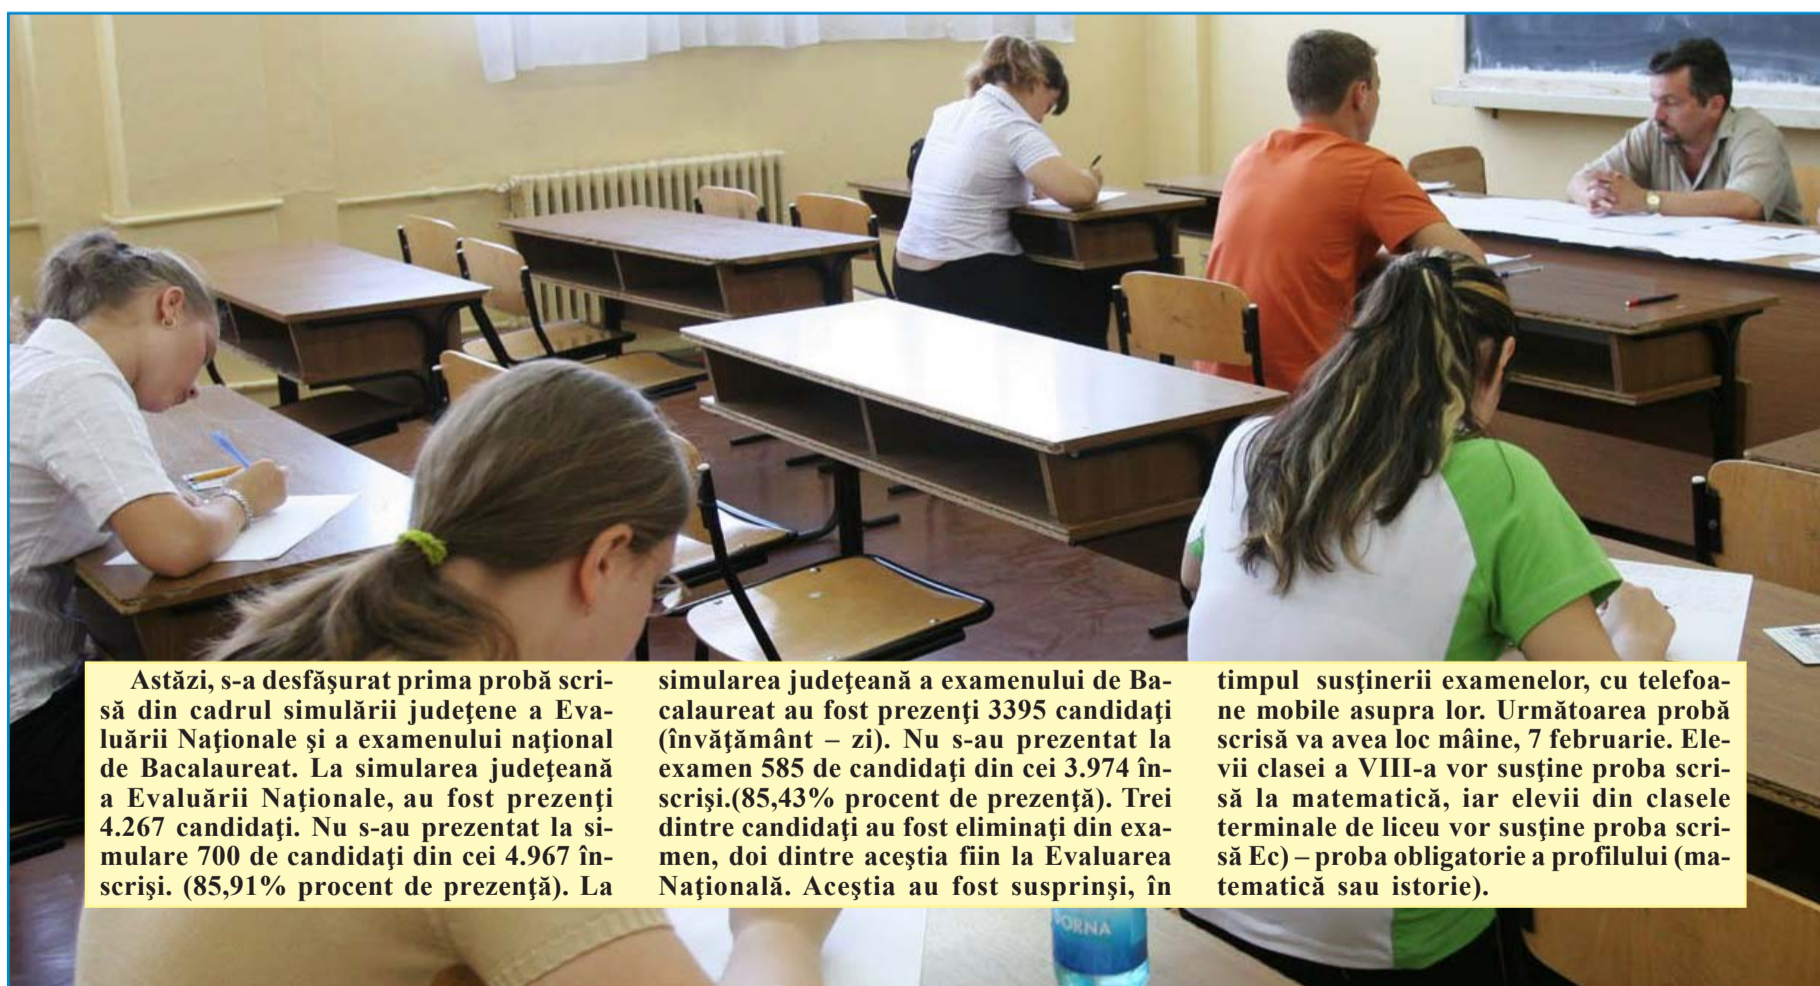 Astăzi, s-a desfăşurat prima probă scri-
să din cadrul simulării judeţene a Eva-
luării Naţionale şi a examenului naţional
de Bacalaureat. La simularea judeţeană
a Evaluării Naţionale, au fost prezenţi
4.267 candidaţi. Nu s-au prezentat la si-
mulare 700 de candidaţi din cei 4.967 în-
scrişi. (85,91% procent de prezenţă). La
simularea judeţeană a examenului de Ba-
calaureat au fost prezenţi 3395 candidaţi
(învăţământ – zi). Nu s-au prezentat la
examen 585 de candidaţi din cei 3.974 în-
scrişi.(85,43% procent de prezenţă). Trei
dintre candidaţi au fost eliminaţi din exa-
men, doi dintre aceştia fiin la Evaluarea
Naţională. Aceştia au fost susprinşi, în
timpul susţinerii examenelor, cu telefoa-
ne mobile asupra lor. Următoarea probă
scrisă va avea loc mâine, 7 februarie. Ele-
vii clasei a VIII-a vor susţine proba scri-
să la matematică, iar elevii din clasele
terminale de liceu vor susţine proba scri-
să Ec) – proba obligatorie a profilului (ma-
tematică sau istorie).
DORNA